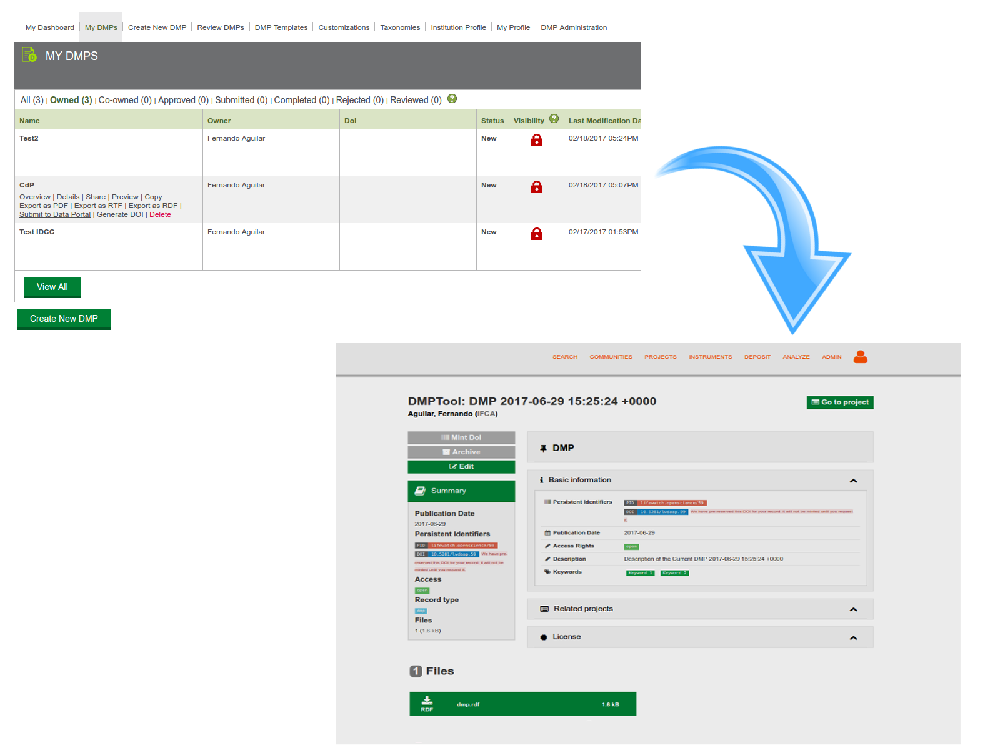 My Dashboard | My DMPs | Create New DMP | Review DMPs | DMP Templates | Customizations | Taxonomies | Institution Profile | My Profile | DMP Administration
MY DMPS
All (3) | Owned (3) | Co-owned (0) | Approved (0) | Submitted (0) | Completed (0) | Rejected (0) | Reviewed (0) ?
Name Owner Doi Status Visibility ? Last Modification Da
Test2 Fernando Aguilar New 02/18/2017 05:24PM
CdP Fernando Aguilar New 02/18/2017 05:07PM
Overview | Details | Share | Preview | Copy
Export as PDF | Export as RTF | Export as RDF |
Submit to Data Portal | Generate DOI | Delete
Test IDCC Fernando Aguilar New 02/17/2017 01:53PM
View All
Create New DMP
SEARCH COMMUNITIES PROJECTS INSTRUMENTS DEPOSIT ANALYZE ADMIN
DMPTool: DMP 2017-06-29 15:25:24 +0000
Go to project
Aguilar, Fernando (IFCA)
Mint Doi
Archive
Edit
Summary
Publication Date
2017-06-29
Persistent Identifiers
PID lifewatch.openscience/59
DOI 10.5281/lwdaap.59 We have pre-
reserved this DOI for your record: it will not be
minted until you request it.
Access
open
Record type
dmp
Files
1 (1.6 kB)
DMP
Basic information
Persistent Identifiers PID lifewatch.openscience/59
DOI 10.5281/lwdaap.59 We have pre-reserved this DOI for your record: it will not be minted until you request
it.
Publication Date 2017-06-29
Access Rights open
Description Description of the Current DMP 2017-06-29 15:25:24 +0000
Keywords Keyword 1 Keyword 2
Related projects
License
1 Files
RDF dmp.rdf 1.6 kB